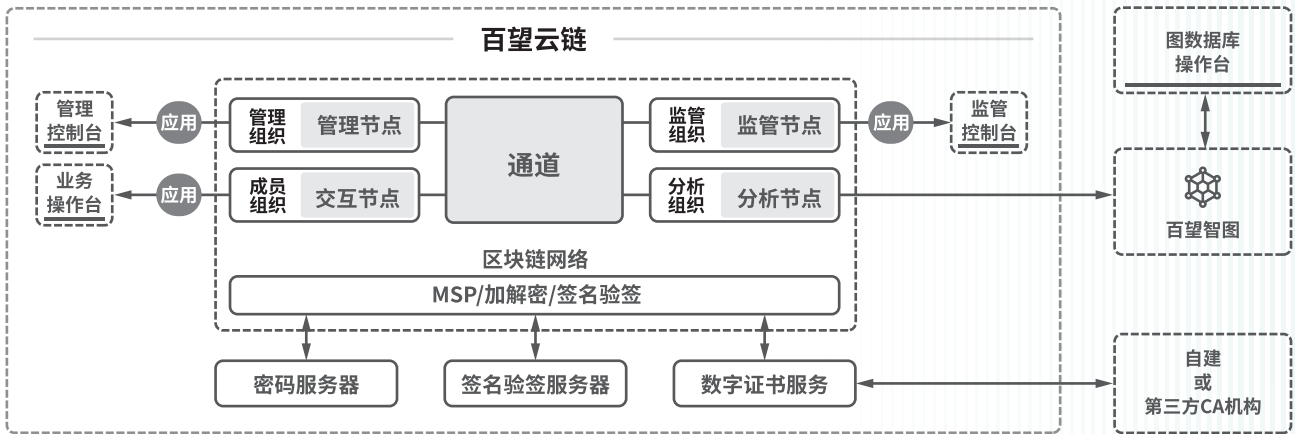 百望云链
图数据库
操作台
管理
控制台
应用
管理
组织
管理节点
通道
监管
组织
监管节点
应用
监管
控制台
业务
操作台
应用
成员
组织
交互节点
分析
组织
分析节点
百望智图
区块链网络
MSP/加解密/签名验签
密码服务器
签名验签服务器
数字证书服务
自建
或
第三方CA机构